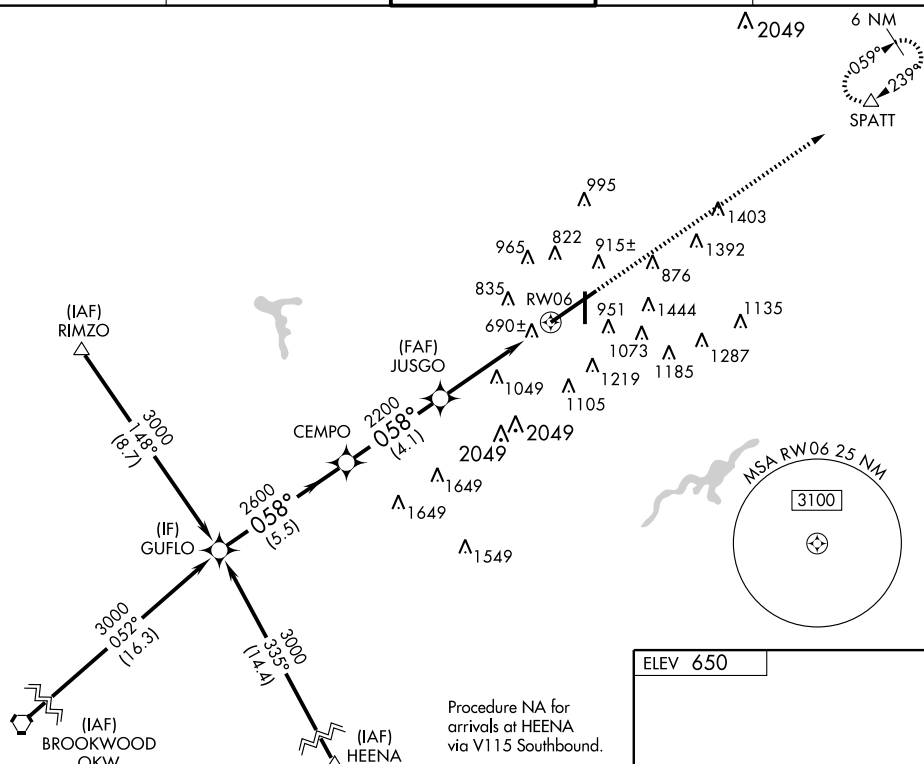 2049
6 NM
059°
239°
SPATT
995
1403
822
965
915±
1392
876
835
RW06
(IAF)
RIMZO
951
1444
1135
690±
(FAF)
JUSGO
1073
1287
1219
1185
3000
148°
(8.7)
1049
1105
2200
058°
(4.1)
CEMPO
2049
2049
MSA RW06 25 NM
3100
1649
2600
058°
(5.5)
1649
(IF)
GUFLO
1549
3000
052°
(16.3)
3000
335°
(14.4)
ELEV 650
Procedure NA for
arrivals at HEENA
via V115 Southbound.
(IAF)
BROOKWOOD
OKW
(IAF)
HEENA